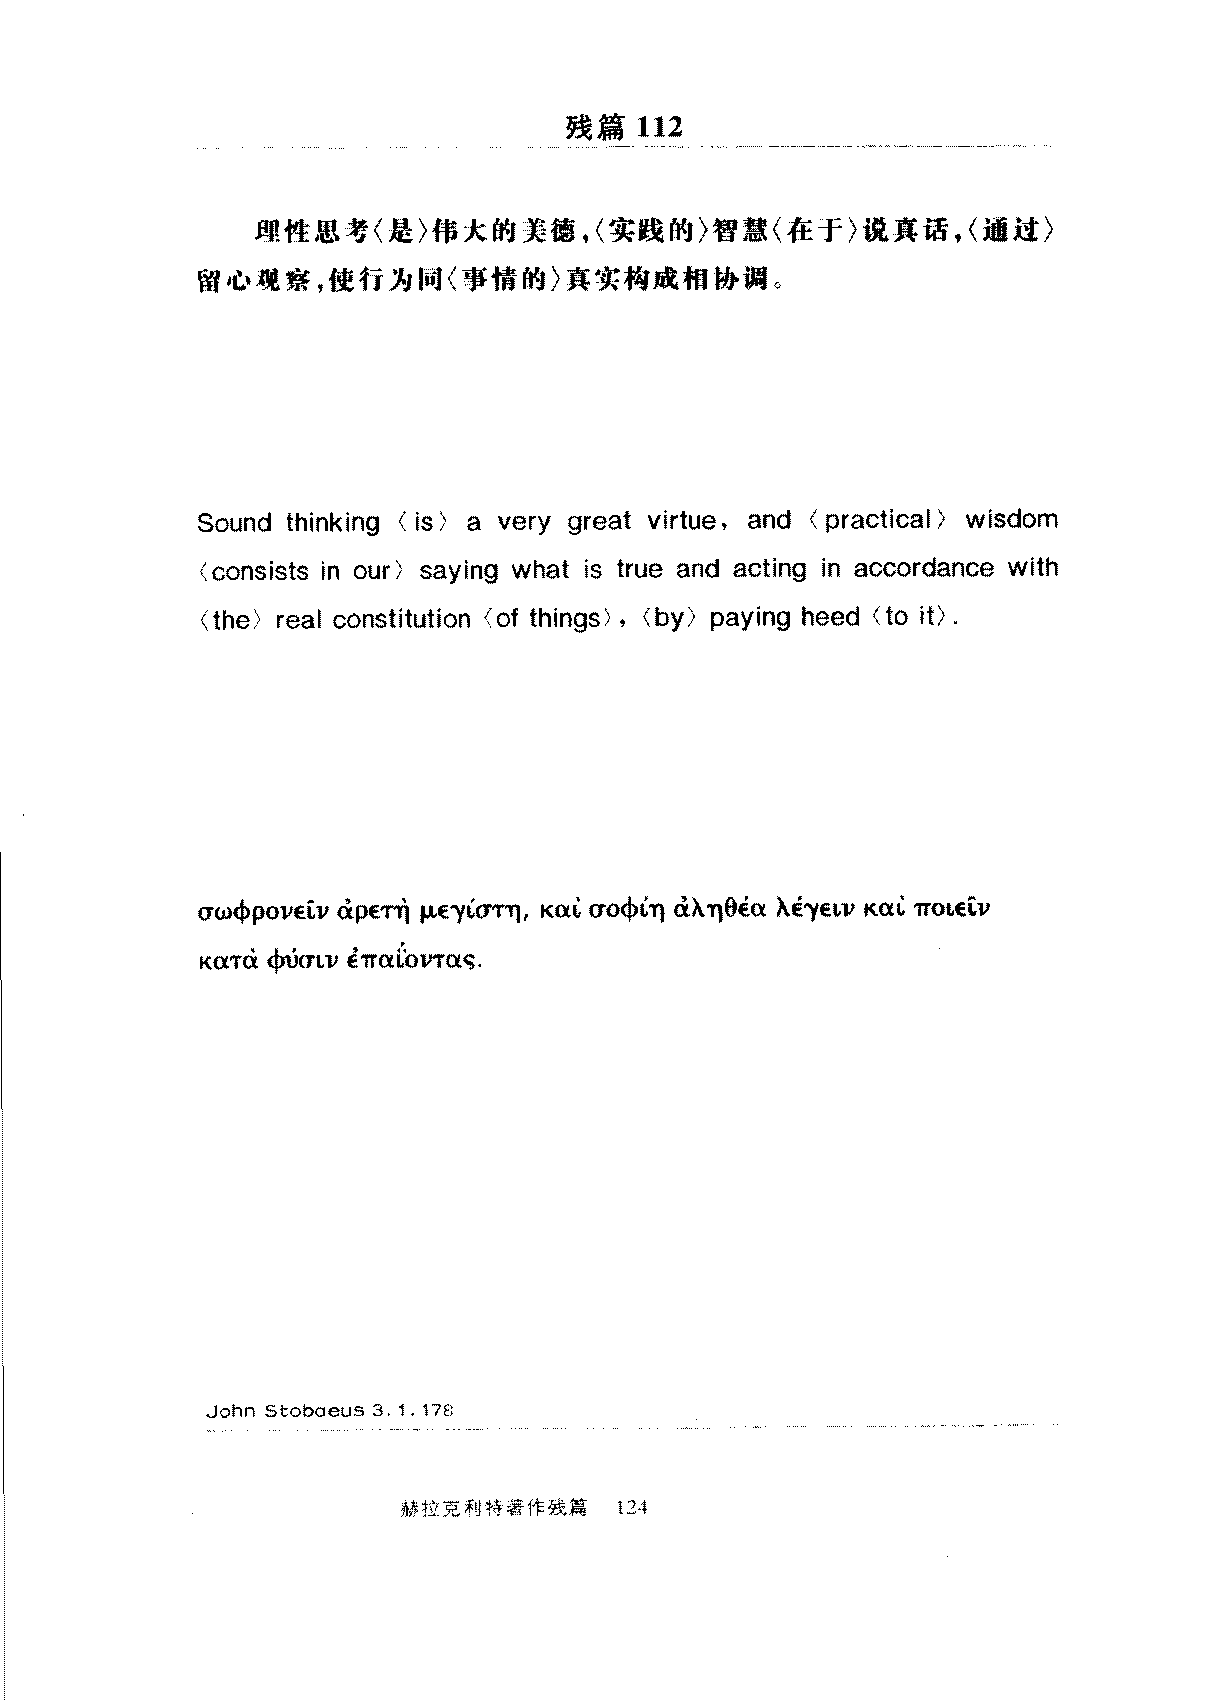 残篇 112
理性思考〈是〉伟大的美德,〈实践的〉智慧〈在于〉说真话,〈通过〉
留心观察,使行为同〈事情的〉真实构成相协调。
Sound thinking 〈is〉 a very great virtue, and 〈practical〉 wisdom
〈consists in our〉 saying what is true and acting in accordance with
〈the〉 real constitution 〈of things〉, 〈by〉 paying heed 〈to it〉.
σωφρονεῖν ἀρετὴ μεγίστη, καὶ σοφίη ἀληθέα λέγειν καὶ ποιεῖν
κατὰ φύσιν ἐπαΐοντας.
John Stobaeus 3.1.178
赫拉克利特著作残篇 124